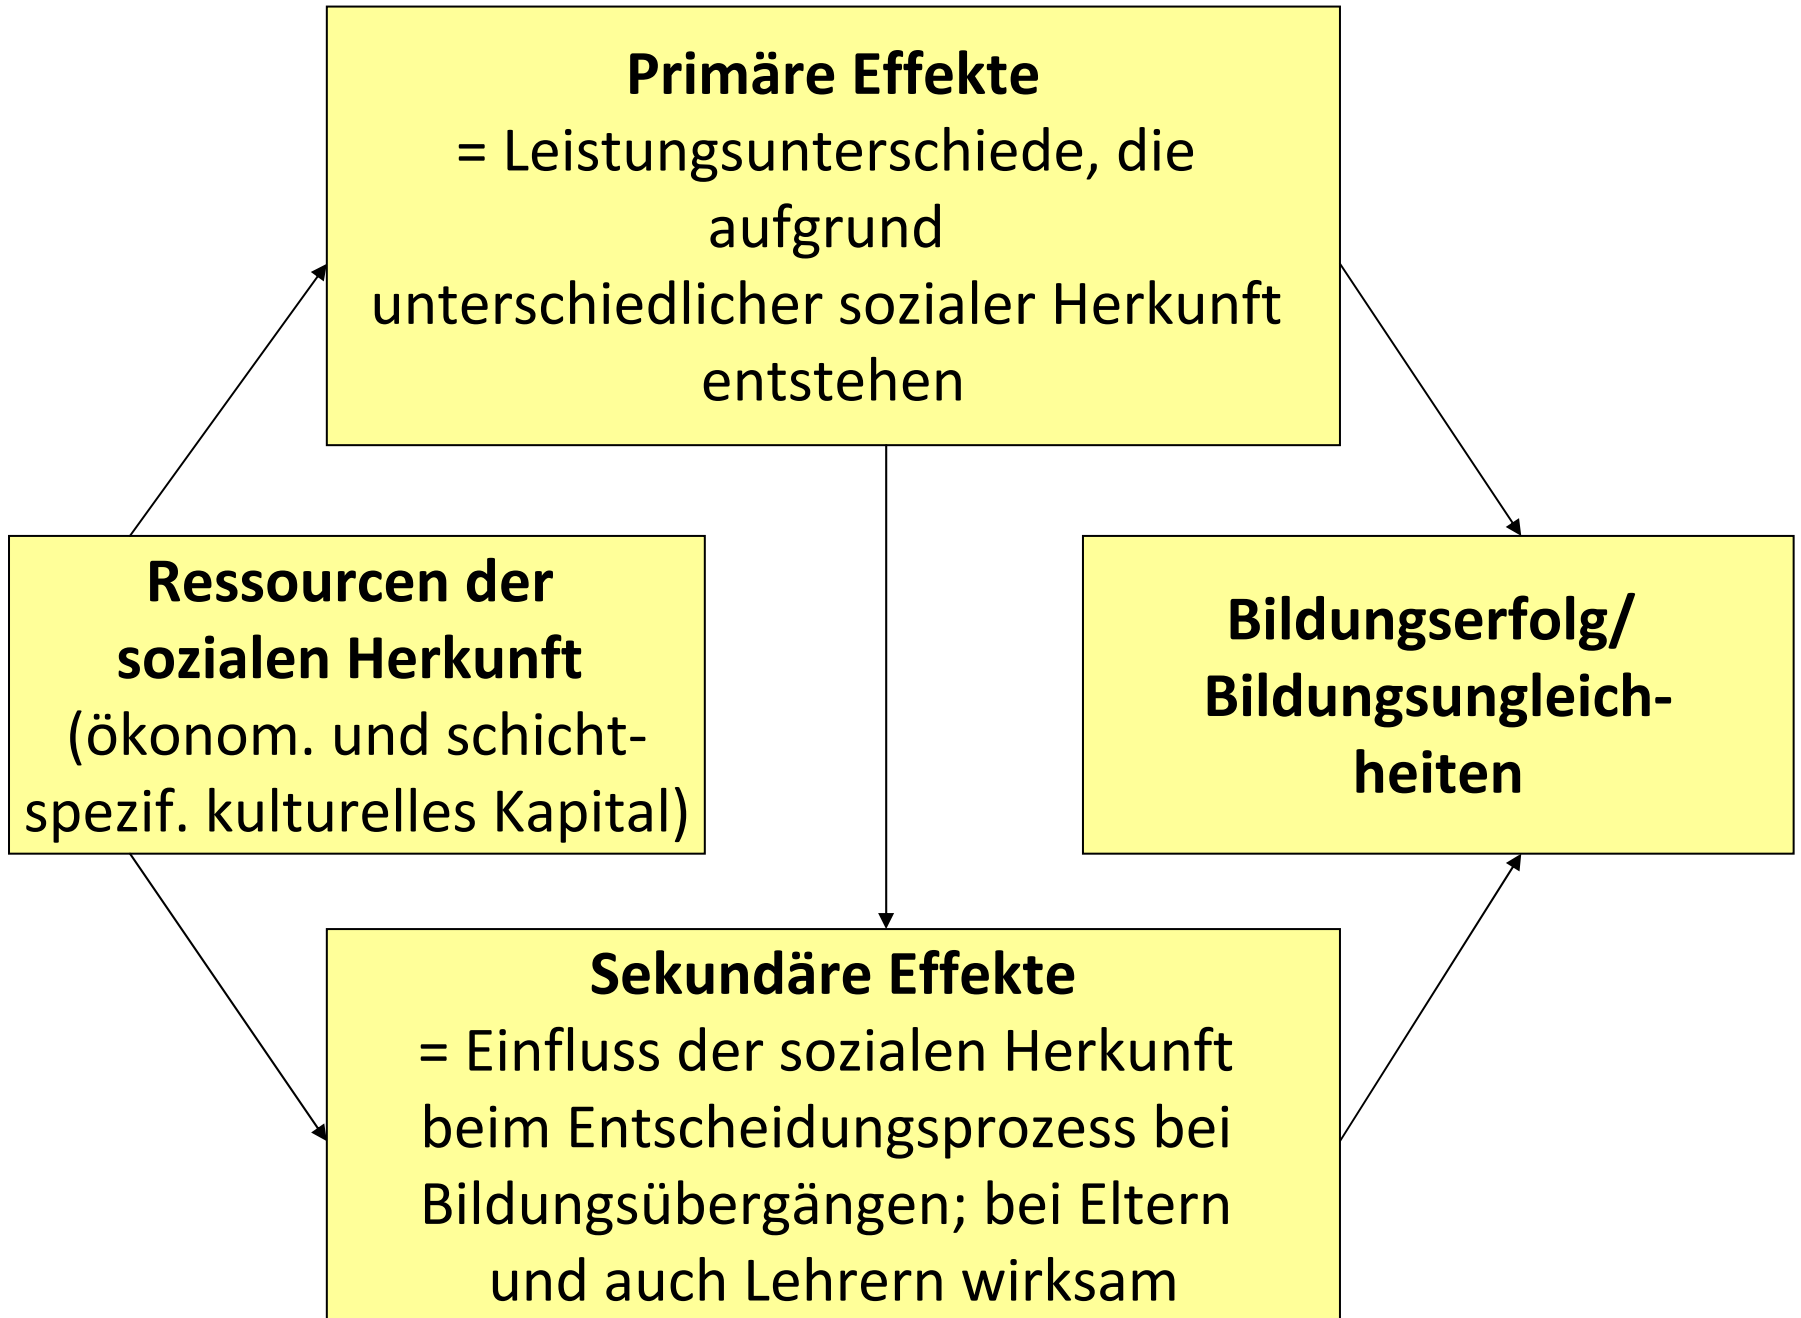 Primäre Effekte
= Leistungsunterschiede, die
aufgrund
unterschiedlicher sozialer Herkunft
entstehen
Ressourcen der
sozialen Herkunft
(ökonom. und schicht-
spezif. kulturelles Kapital)
Bildungserfolg/
Bildungsungleich-
heiten
Sekundäre Effekte
= Einfluss der sozialen Herkunft
beim Entscheidungsprozess bei
Bildungsübergängen; bei Eltern
und auch Lehrern wirksam